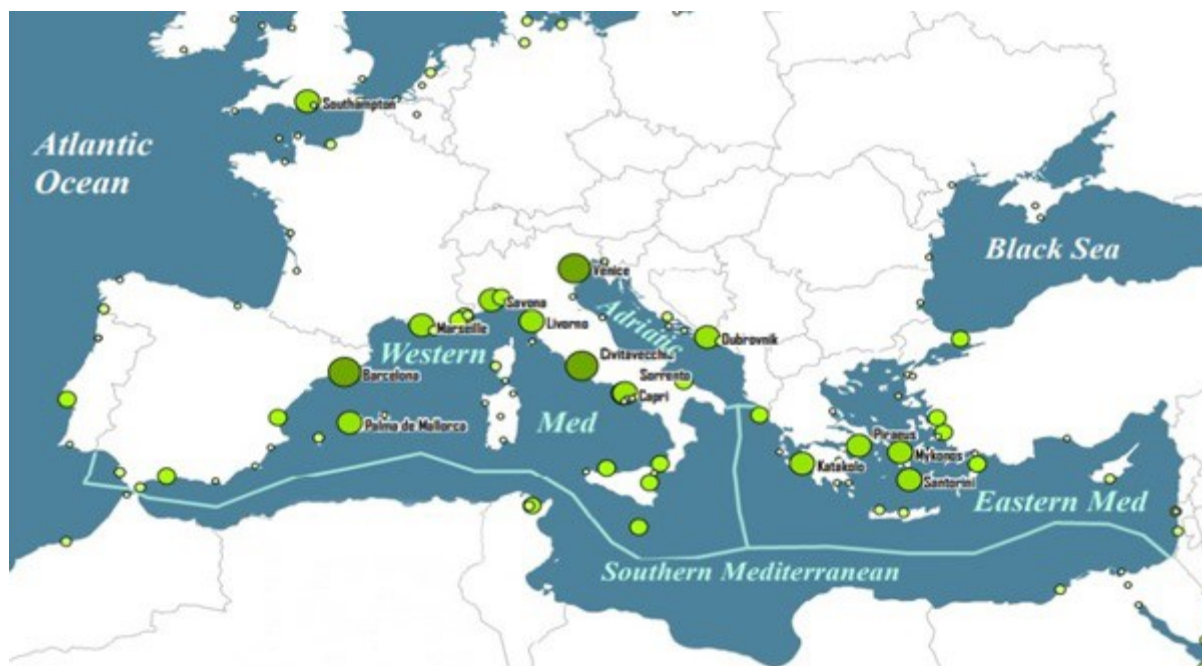 Southampton
Atlantic
Ocean
Black Sea
Venice
Savona
Adriatic
Marseille
Livorno
Dubrovnik
Western
Civitavecchia
Barcelona
Sorrento
Capri
Med
Palma de Mallorca
Piraeus
Mykonos
Katakolo
Santorini
Eastern Med
Southern Mediterranean